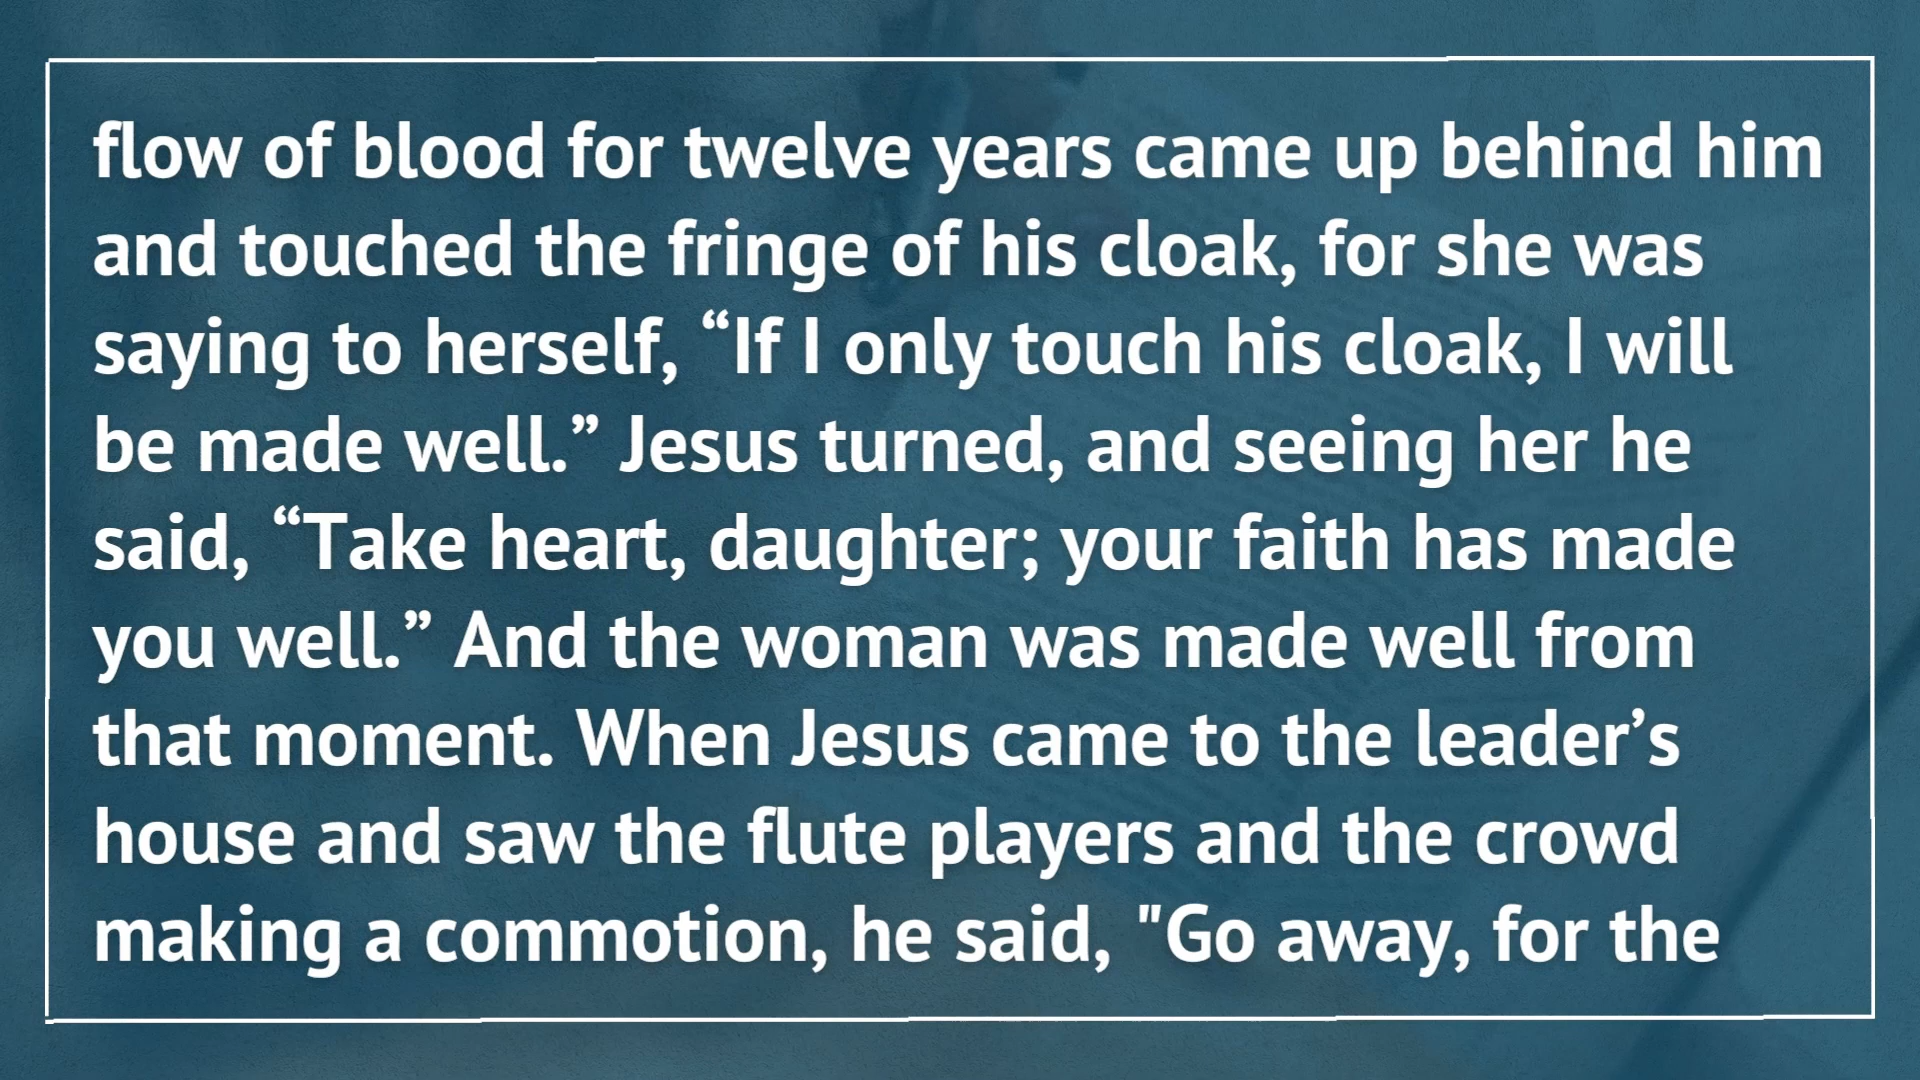 flow of blood for twelve years came up behind him
and touched the fringe of his cloak, for she was
saying to herself, “If I only touch his cloak, I will
be made well.” Jesus turned, and seeing her he
said, “Take heart, daughter; your faith has made
you well.” And the woman was made well from
that moment. When Jesus came to the leader’s
house and saw the flute players and the crowd
making a commotion, he said, "Go away, for the